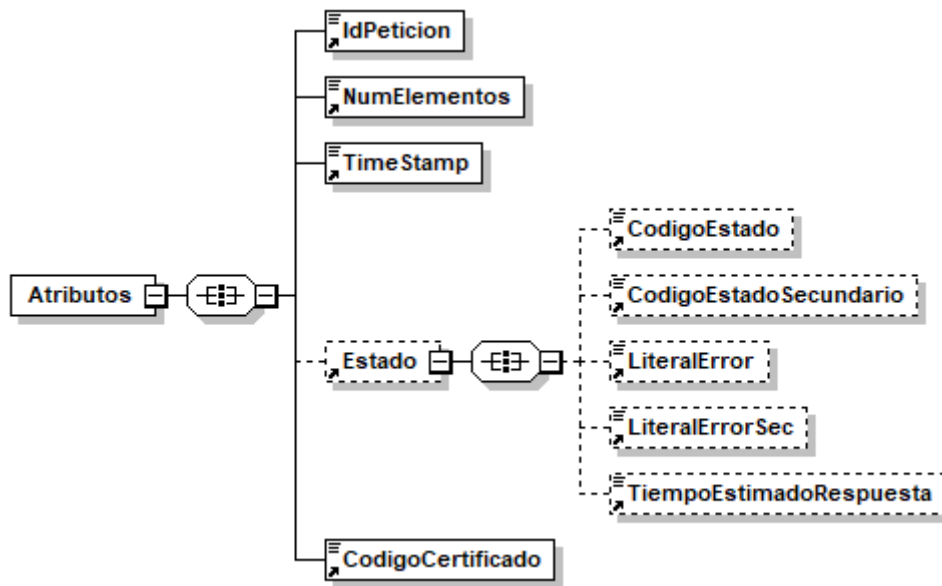 IdPeticion
NumElementos
TimeStamp
CodigoEstado
CodigoEstadoSecundario
Atributos
Estado
LiteralError
LiteralErrorSec
TiempoEstimadoRespuesta
CodigoCertificado